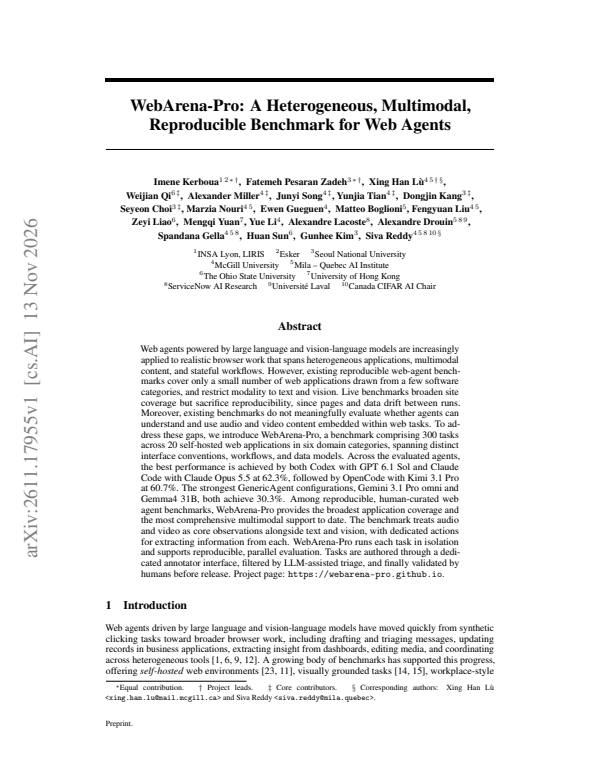 WebArena-Pro: A Heterogeneous, Multimodal,
Reproducible Benchmark for Web Agents
Imene Kerboua1 2 * †, Fatemeh Pesaran Zadeh3 * †, Xing Han Lù4 5 † §,
Weijian Qi6 ‡, Alexander Miller4 ‡, Junyi Song4 ‡, Yunjia Tian4 ‡, Dongjin Kang3 ‡,
Seyeon Choi3 ‡, Marzia Nouri4 5, Ewen Gueguen4, Matteo Boglioni5, Fengyuan Liu4 5,
Zeyi Liao6, Mengqi Yuan7, Yue Li4, Alexandre Lacoste8, Alexandre Drouin5 8 9,
Spandana Gella4 5 8, Huan Sun6, Gunhee Kim3, Siva Reddy4 5 8 10 §
1INSA Lyon, LIRIS 2Esker 3Seoul National University
4McGill University 5Mila – Quebec AI Institute
6The Ohio State University 7University of Hong Kong
8ServiceNow AI Research 9Université Laval 10Canada CIFAR AI Chair
Abstract
Web agents powered by large language and vision-language models are increasingly
applied to realistic browser work that spans heterogeneous applications, multimodal
content, and stateful workflows. However, existing reproducible web-agent bench-
marks cover only a small number of web applications drawn from a few software
categories, and restrict modality to text and vision. Live benchmarks broaden site
coverage but sacrifice reproducibility, since pages and data drift between runs.
Moreover, existing benchmarks do not meaningfully evaluate whether agents can
understand and use audio and video content embedded within web tasks. To ad-
dress these gaps, we introduce WebArena-Pro, a benchmark comprising 300 tasks
across 20 self-hosted web applications in six domain categories, spanning distinct
interface conventions, workflows, and data models. Across the evaluated agents,
the best performance is achieved by both Codex with GPT 6.1 Sol and Claude
Code with Claude Opus 5.5 at 62.3%, followed by OpenCode with Kimi 3.1 Pro
at 60.7%. The strongest GenericAgent configurations, Gemini 3.1 Pro omni and
Gemma4 31B, both achieve 30.3%. Among reproducible, human-curated web
agent benchmarks, WebArena-Pro provides the broadest application coverage and
the most comprehensive multimodal support to date. The benchmark treats audio
and video as core observations alongside text and vision, with dedicated actions
for extracting information from each. WebArena-Pro runs each task in isolation
and supports reproducible, parallel evaluation. Tasks are authored through a dedi-
cated annotator interface, filtered by LLM-assisted triage, and finally validated by
humans before release. Project page: https://webarena-pro.github.io.
1 Introduction
Web agents driven by large language and vision-language models have moved quickly from synthetic
clicking tasks toward broader browser work, including drafting and triaging messages, updating
records in business applications, extracting insight from dashboards, editing media, and coordinating
across heterogeneous tools [1, 6, 9, 12]. A growing body of benchmarks has supported this progress,
offering self-hosted web environments [23, 11], visually grounded tasks [14, 15], workplace-style
*Equal contribution. † Project leads. ‡ Core contributors. § Corresponding authors: Xing Han Lù
<xing.han.lu@mail.mcgill.ca> and Siva Reddy <siva.reddy@mila.quebec>.
Preprint.
arXiv:2611.17955v1 [cs.AI] 13 Nov 2026